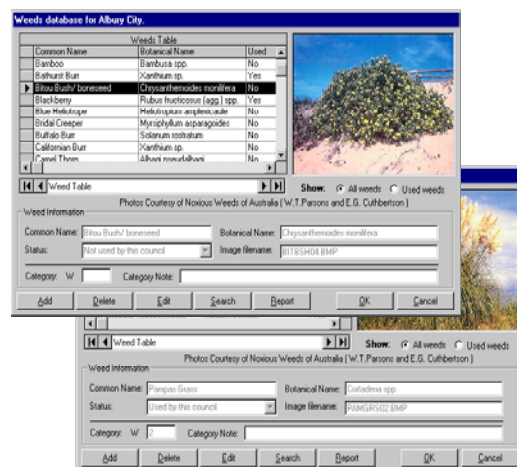 Weeds database for Albury City.
Weeds Table
Common Name Botanical Name Used
Bamboo Bambusa spp. No
Bathurst Burr Xanthium sp. Yes
Bitou Bush/ boneseed Chrysanthemoides monilifera No
Blackberry Rubus fructicosus (agg.) spp. Yes
Blue Heliotrope Heliotropium amplexicaule No
Bridal Creeper Myrsiphyllum asparagoides No
Buffalo Burr Solanum rostratum No
Californian Burr Xanthium sp. No
Camel Thorn Alhagi pseudalhagi No
Weed Table
Show: All weeds Used weeds
Photos Courtesy of Noxious Weeds of Australia ( W.T.Parsons and E.G. Cuthbertson )
Weed Information
Common Name: Bitou Bush/ boneseed Botanical Name: Chrysanthemoides monilifera
Status: Not used by this council Image filename: BITBSH04.BMP
Category: W Category Note:
Add Delete Edit Search Report OK Cancel
Weed Table
Show: All weeds Used weeds
Photos Courtesy of Noxious Weeds of Australia ( W.T.Parsons and E.G. Cuthbertson )
Weed Information
Common Name: Pampas Grass Botanical Name: Cortaderia spp.
Status: Used by this council Image filename: PAMGRS02.BMP
Category: W 2 Category Note:
Add Delete Edit Search Report OK Cancel